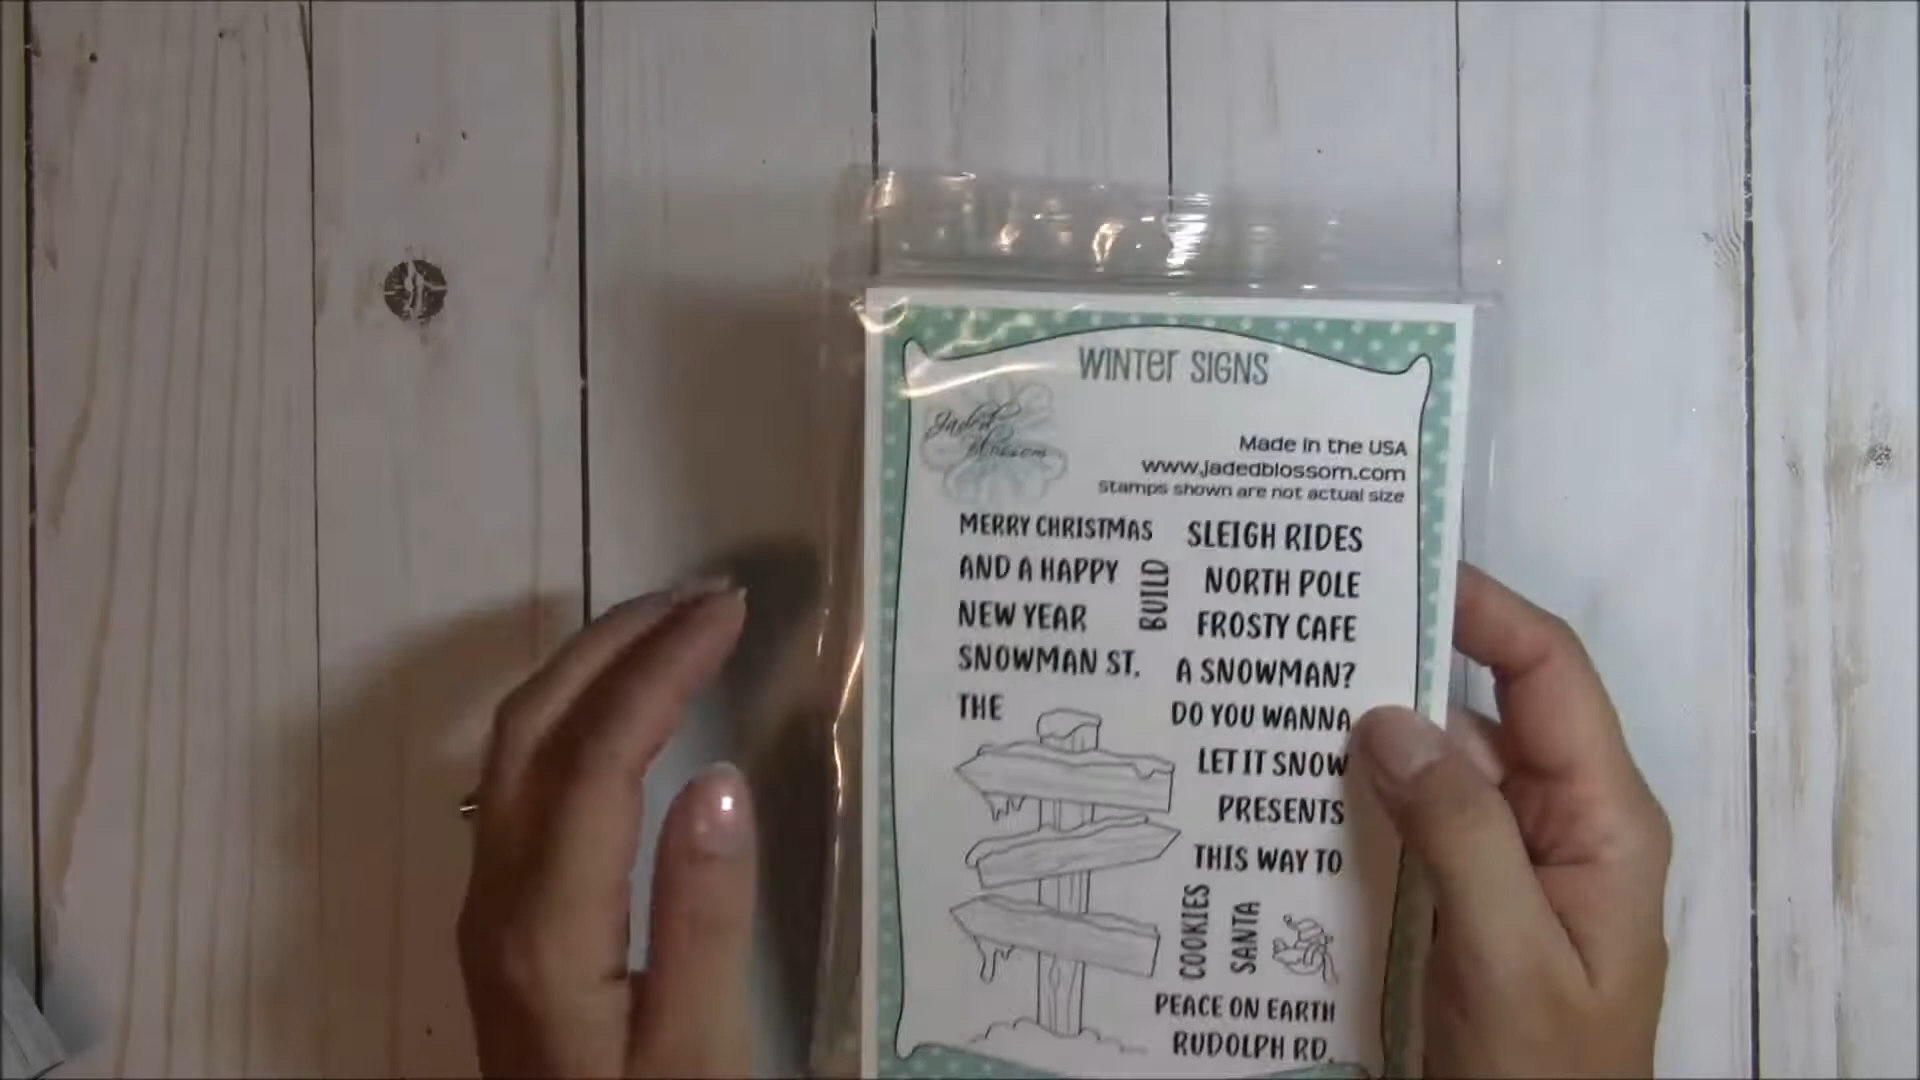 WINTER SIGNS
Jaded Blossom
Made in the USA
www.jadedblossom.com
Stamps shown are not actual size
MERRY CHRISTMAS
AND A HAPPY
NEW YEAR
SNOWMAN ST.
THE
BUILD
SLEIGH RIDES
NORTH POLE
FROSTY CAFE
A SNOWMAN?
DO YOU WANNA
LET IT SNOW
PRESENTS
THIS WAY TO
COOKIES
SANTA
PEACE ON EARTH
RUDOLPH RD.